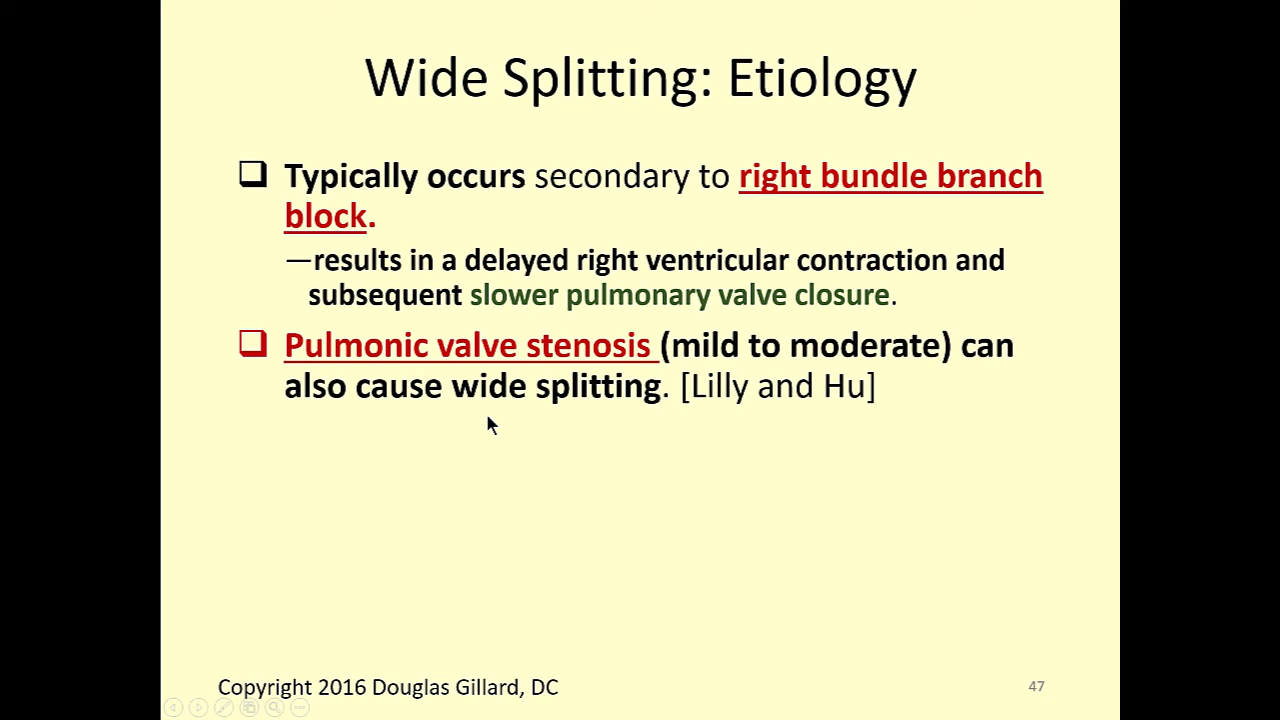 Wide Splitting: Etiology
Typically occurs secondary to right bundle branch
block.
—results in a delayed right ventricular contraction and
subsequent slower pulmonary valve closure.
Pulmonic valve stenosis (mild to moderate) can
also cause wide splitting. [Lilly and Hu]
Copyright 2016 Douglas Gillard, DC
47